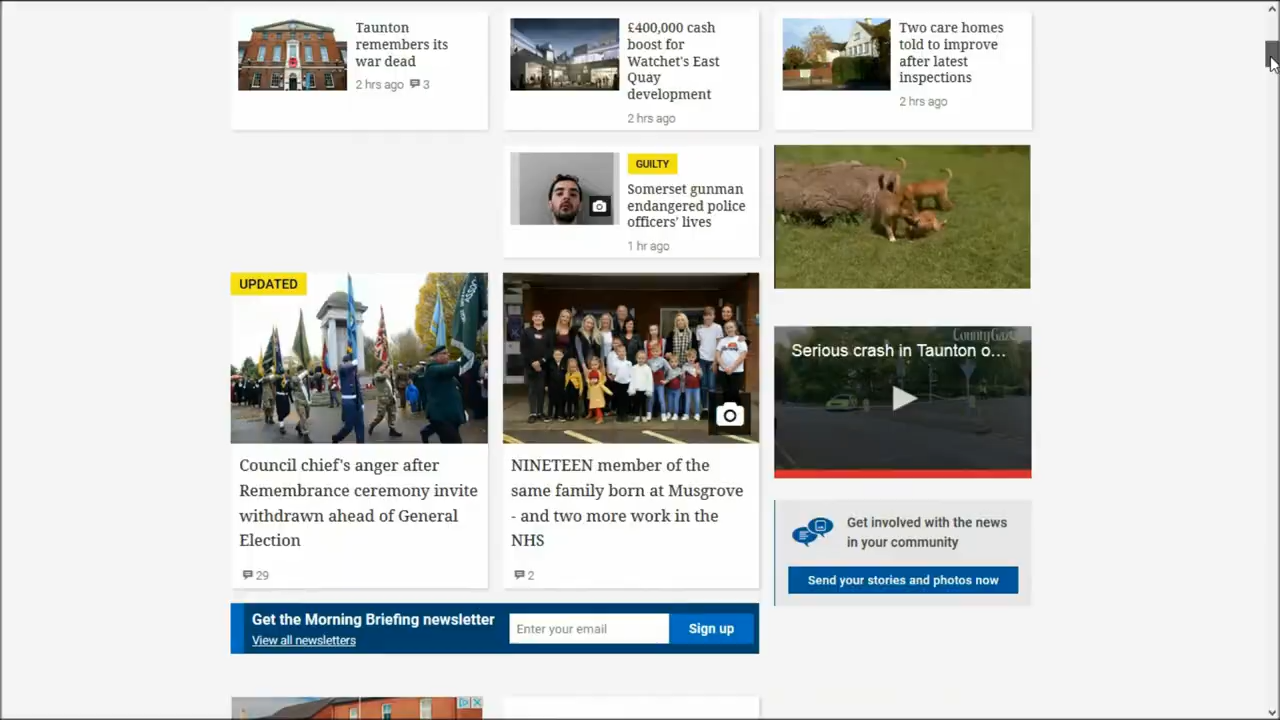 Taunton
remembers its
war dead
2 hrs ago 3
£400,000 cash
boost for
Watchet's East
Quay
development
2 hrs ago
Two care homes
told to improve
after latest
inspections
2 hrs ago
GUILTY
Somerset gunman
endangered police
officers' lives
1 hr ago
UPDATED
Council chief's anger after
Remembrance ceremony invite
withdrawn ahead of General
Election
29
NINETEEN member of the
same family born at Musgrove
- and two more work in the
NHS
2
Serious crash in Taunton o...
Get involved with the news
in your community
Send your stories and photos now
Get the Morning Briefing newsletter
View all newsletters
Enter your email
Sign up